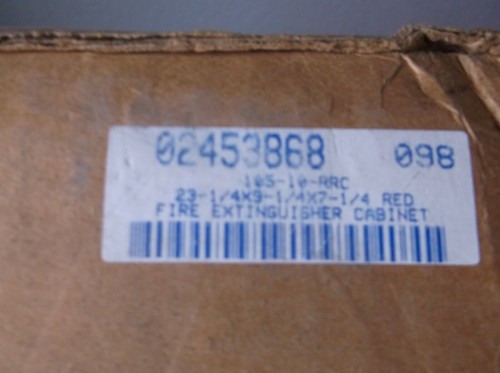 02453868 098
105-10-RRC
23-1/4X9-1/4X7-1/4 RED
FIRE EXTINGUISHER CABINET